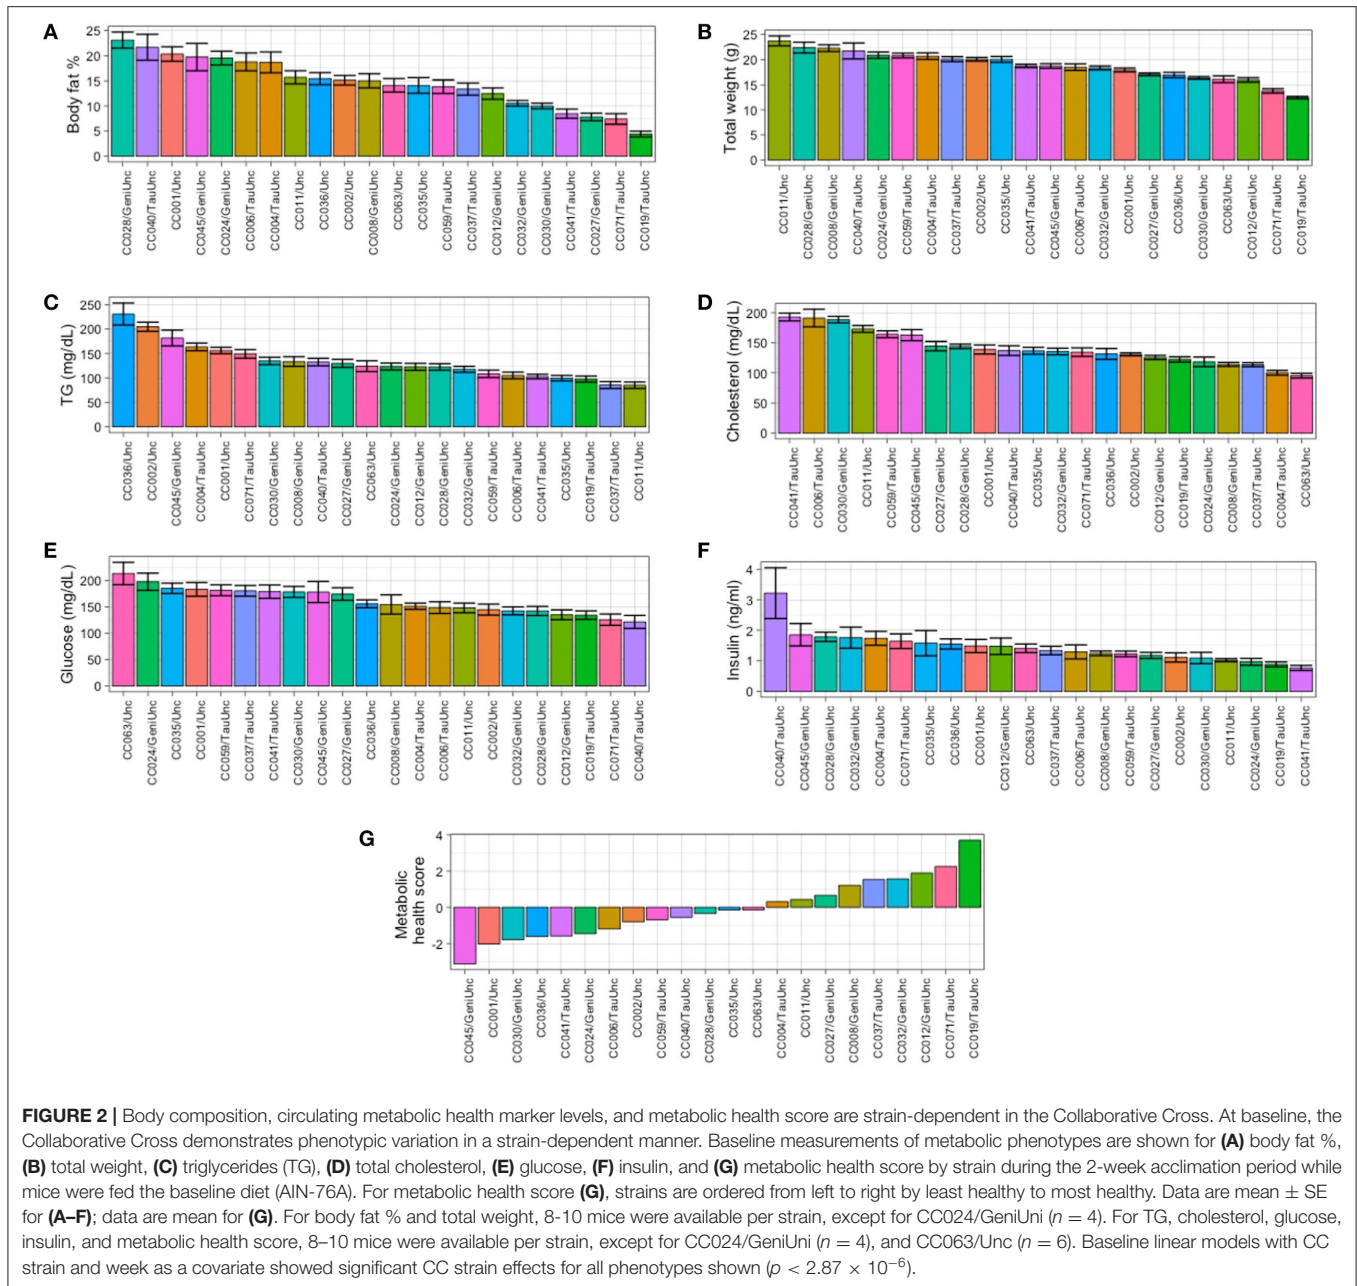 A
Body fat %
25
20
15
10
5
0
CC028/GeniUnc
CC040/TauUnc
CC001/Unc
CC045/GeniUnc
CC024/GeniUnc
CC006/TauUnc
CC004/TauUnc
CC011/Unc
CC036/Unc
CC002/Unc
CC008/GeniUnc
CC063/Unc
CC035/Unc
CC059/TauUnc
CC037/TauUnc
CC012/GeniUnc
CC032/GeniUnc
CC030/GeniUnc
CC041/TauUnc
CC027/GeniUnc
CC071/TauUnc
CC019/TauUnc
B
Total weight (g)
25
20
15
10
5
0
CC011/Unc
CC028/GeniUnc
CC008/GeniUnc
CC040/TauUnc
CC024/GeniUnc
CC059/TauUnc
CC004/TauUnc
CC037/TauUnc
CC002/Unc
CC035/Unc
CC041/TauUnc
CC045/GeniUnc
CC006/TauUnc
CC032/GeniUnc
CC001/Unc
CC027/GeniUnc
CC036/Unc
CC030/GeniUnc
CC063/Unc
CC012/GeniUnc
CC071/TauUnc
CC019/TauUnc
C
TG (mg/dL)
250
200
150
100
50
0
CC036/Unc
CC002/Unc
CC045/GeniUnc
CC004/TauUnc
CC001/Unc
CC071/TauUnc
CC030/GeniUnc
CC008/GeniUnc
CC040/TauUnc
CC027/GeniUnc
CC063/Unc
CC024/GeniUnc
CC012/GeniUnc
CC028/GeniUnc
CC032/GeniUnc
CC059/TauUnc
CC006/TauUnc
CC041/TauUnc
CC035/Unc
CC019/TauUnc
CC037/TauUnc
CC011/Unc
D
Cholesterol (mg/dL)
200
150
100
50
0
CC041/TauUnc
CC006/TauUnc
CC030/GeniUnc
CC011/Unc
CC059/TauUnc
CC045/GeniUnc
CC027/GeniUnc
CC028/GeniUnc
CC001/Unc
CC040/TauUnc
CC035/Unc
CC032/GeniUnc
CC071/TauUnc
CC036/Unc
CC002/Unc
CC012/GeniUnc
CC019/TauUnc
CC024/GeniUnc
CC008/GeniUnc
CC037/TauUnc
CC004/TauUnc
CC063/Unc
E
Glucose (mg/dL)
200
150
100
50
0
CC063/Unc
CC024/GeniUnc
CC035/Unc
CC001/Unc
CC059/TauUnc
CC037/TauUnc
CC041/TauUnc
CC030/GeniUnc
CC045/GeniUnc
CC027/GeniUnc
CC036/Unc
CC008/GeniUnc
CC004/TauUnc
CC006/TauUnc
CC011/Unc
CC002/Unc
CC032/GeniUnc
CC028/GeniUnc
CC012/GeniUnc
CC019/TauUnc
CC071/TauUnc
CC040/TauUnc
F
Insulin (ng/ml)
4
3
2
1
0
CC040/TauUnc
CC045/GeniUnc
CC028/GeniUnc
CC032/GeniUnc
CC004/TauUnc
CC071/TauUnc
CC035/Unc
CC036/Unc
CC001/Unc
CC012/GeniUnc
CC063/Unc
CC037/TauUnc
CC006/TauUnc
CC008/GeniUnc
CC059/TauUnc
CC027/GeniUnc
CC002/Unc
CC030/GeniUnc
CC011/Unc
CC024/GeniUnc
CC019/TauUnc
CC041/TauUnc
G
Metabolic
health score
4
2
0
-2
CC045/GeniUnc
CC001/Unc
CC030/GeniUnc
CC036/Unc
CC041/TauUnc
CC024/GeniUnc
CC006/TauUnc
CC002/Unc
CC059/TauUnc
CC040/TauUnc
CC028/GeniUnc
CC035/Unc
CC063/Unc
CC004/TauUnc
CC011/Unc
CC027/GeniUnc
CC008/GeniUnc
CC037/TauUnc
CC032/GeniUnc
CC012/GeniUnc
CC071/TauUnc
CC019/TauUnc
FIGURE 2 | Body composition, circulating metabolic health marker levels, and metabolic health score are strain-dependent in the Collaborative Cross. At baseline, the
Collaborative Cross demonstrates phenotypic variation in a strain-dependent manner. Baseline measurements of metabolic phenotypes are shown for (A) body fat %,
(B) total weight, (C) triglycerides (TG), (D) total cholesterol, (E) glucose, (F) insulin, and (G) metabolic health score by strain during the 2-week acclimation period while
mice were fed the baseline diet (AIN-76A). For metabolic health score (G), strains are ordered from left to right by least healthy to most healthy. Data are mean ± SE
for (A–F); data are mean for (G). For body fat % and total weight, 8-10 mice were available per strain, except for CC024/GeniUni (n = 4). For TG, cholesterol, glucose,
insulin, and metabolic health score, 8–10 mice were available per strain, except for CC024/GeniUni (n = 4), and CC063/Unc (n = 6). Baseline linear models with CC
strain and week as a covariate showed significant CC strain effects for all phenotypes shown (p < 2.87 × 10⁻⁶).